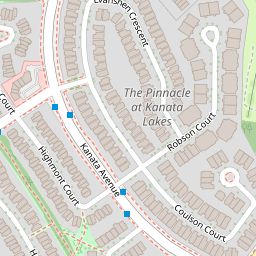 Evanshen Crescent
The Pinnacle
at Kanata
Lakes
Court
Robson Court
Highmont Court
Kanata Avenue
Coulson Court